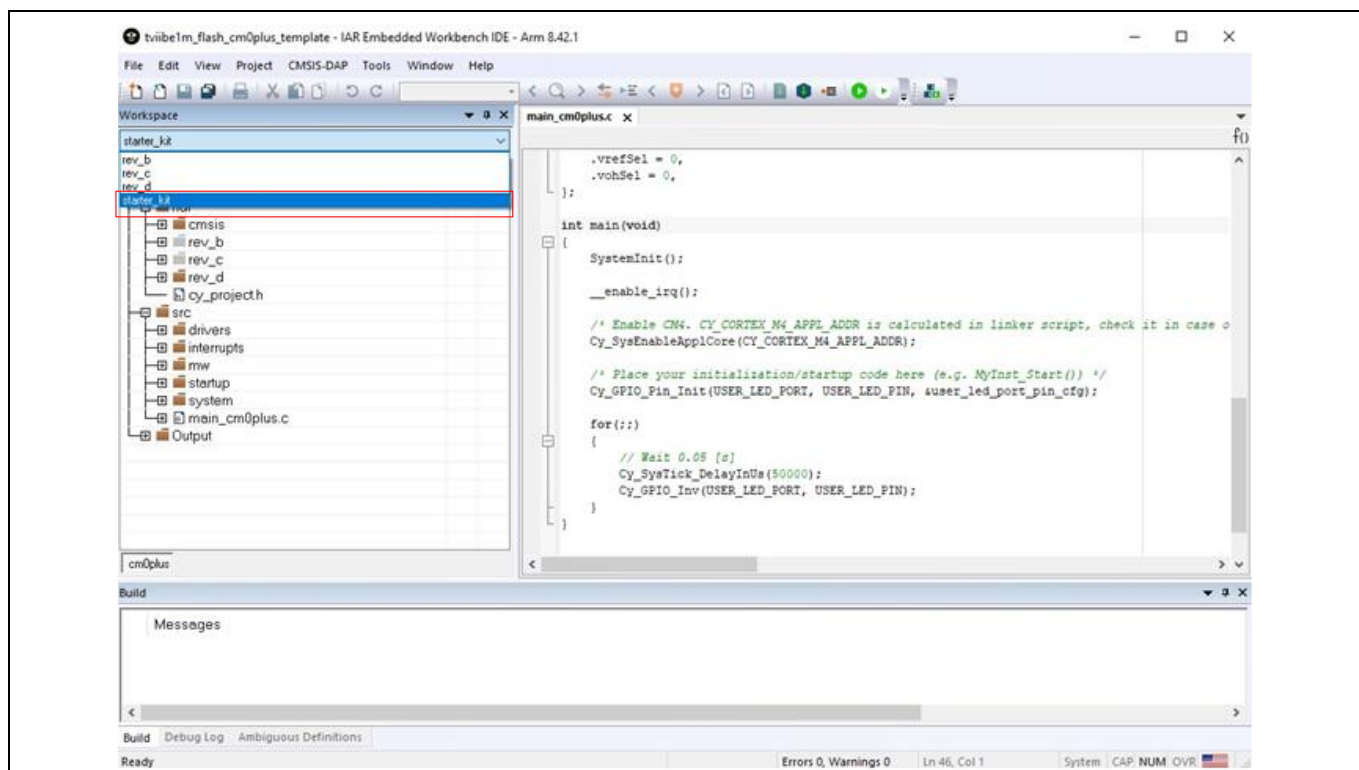 tviibe1m_flash_cm0plus_template - IAR Embedded Workbench IDE - Arm 8.42.1
File Edit View Project CMSIS-DAP Tools Window Help
Workspace
starter_kit
rev_b
rev_c
rev_d
starter_kit
cmsis
rev_b
rev_c
rev_d
cy_project.h
src
drivers
interrupts
mw
startup
system
main_cm0plus.c
Output
cm0plus
main_cm0plus.c
f()
.vrefSel = 0,
.vohSel = 0,
};
int main(void)
{
SystemInit();
__enable_irq();
/* Enable CM4. CY_CORTEX_M4_APPL_ADDR is calculated in linker script, check it in case o
Cy_SysEnableApplCore(CY_CORTEX_M4_APPL_ADDR);
/* Place your initialization/startup code here (e.g. MyInst_Start()) */
Cy_GPIO_Pin_Init(USER_LED_PORT, USER_LED_PIN, &user_led_port_pin_cfg);
for(;;)
{
// Wait 0.05 [s]
Cy_SysTick_DelayInUs(50000);
Cy_GPIO_Inv(USER_LED_PORT, USER_LED_PIN);
}
}
Build
Messages
Build Debug Log Ambiguous Definitions
Ready Errors 0, Warnings 0 Ln 46, Col 1 System CAP NUM OVR